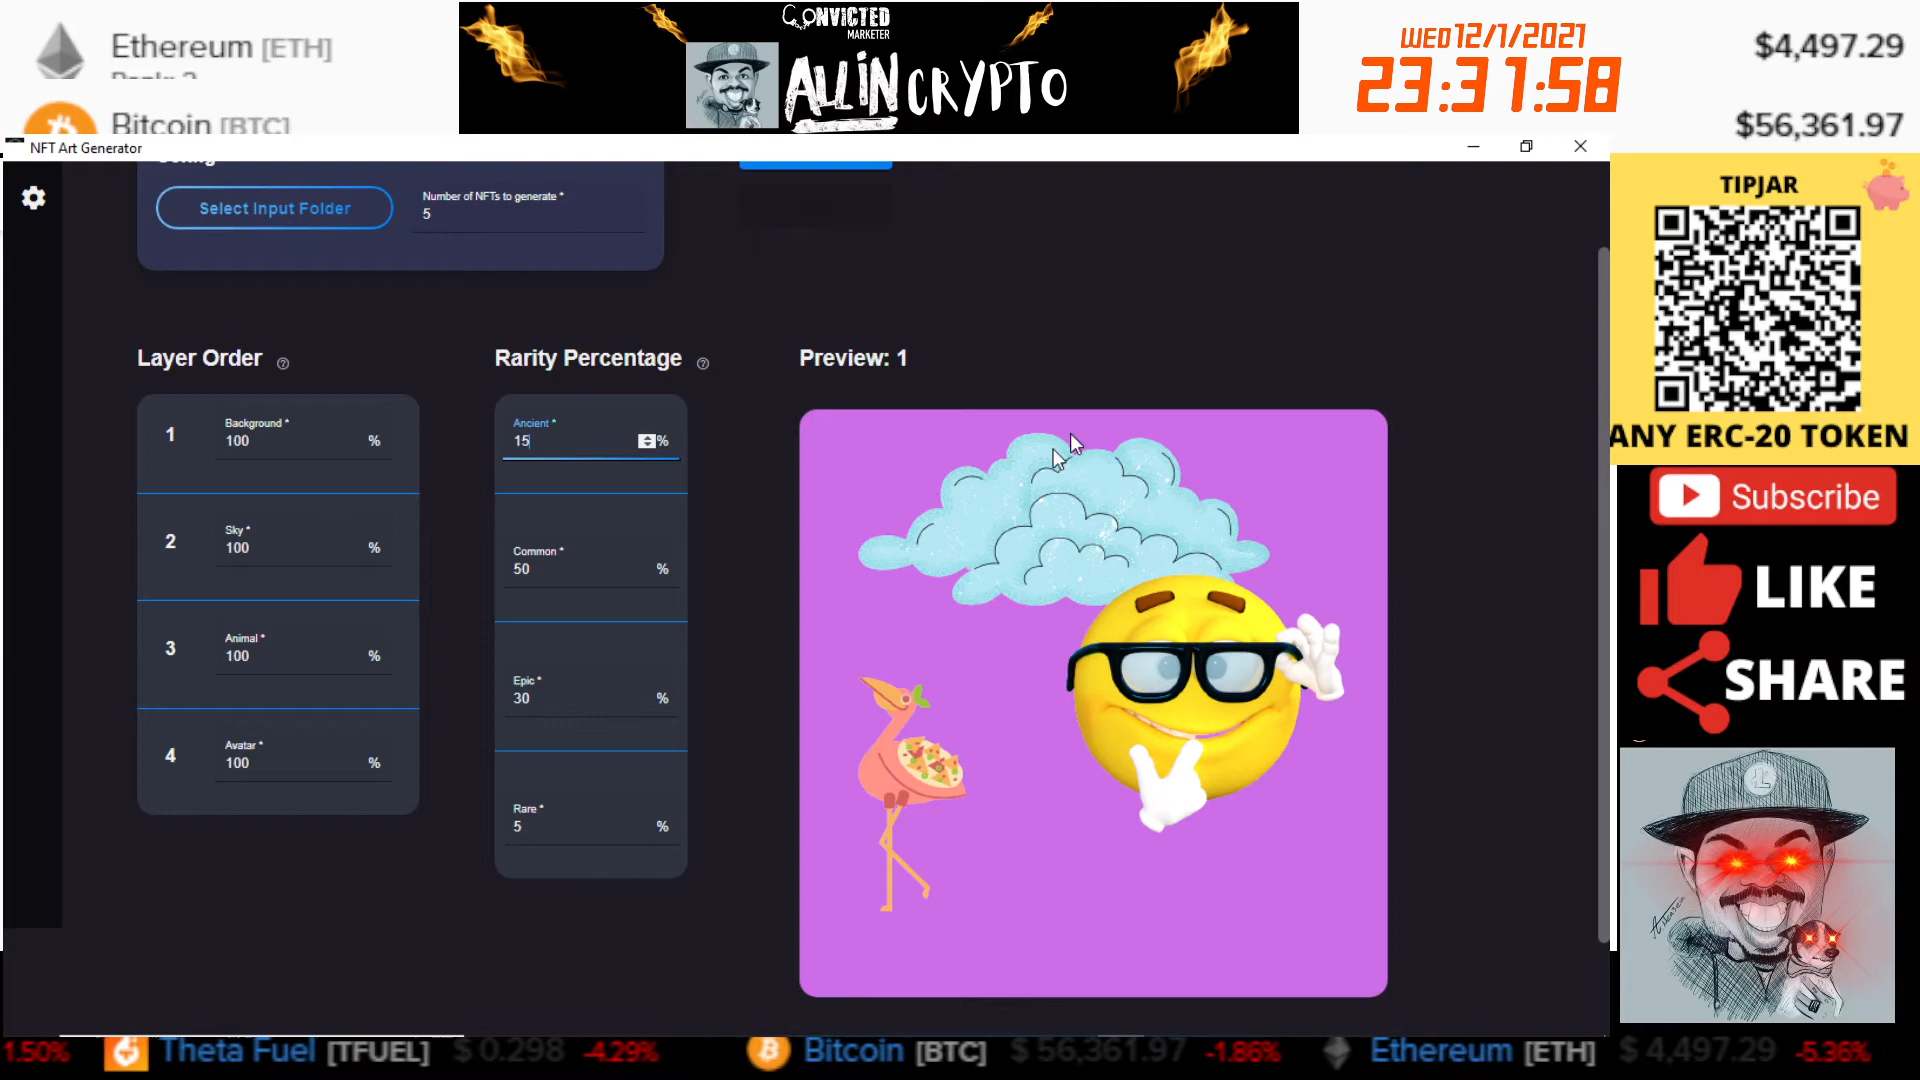 Ethereum [ETH]
Bitcoin [BTC]
CONVICTED
MARKETER
ALLIN CRYPTO
WED 12/1/2021
23:37:58
$4,497.29
$56,361.97
NFT Art Generator
Select Input Folder
Number of NFTs to generate *
5
Layer Order
Rarity Percentage
Preview: 1
1
Background *
100 %
2
Sky *
100 %
3
Animal *
100 %
4
Avatar *
100 %
Ancient *
15 %
Common *
50 %
Epic *
30 %
Rare *
5 %
TIPJAR
ANY ERC-20 TOKEN
Subscribe
LIKE
SHARE
1.50%
Theta Fuel [TFUEL] $ 0.298 -4.29%
Bitcoin [BTC] $ 56,361.97 -1.86%
Ethereum [ETH] $ 4,497.29 -5.36%